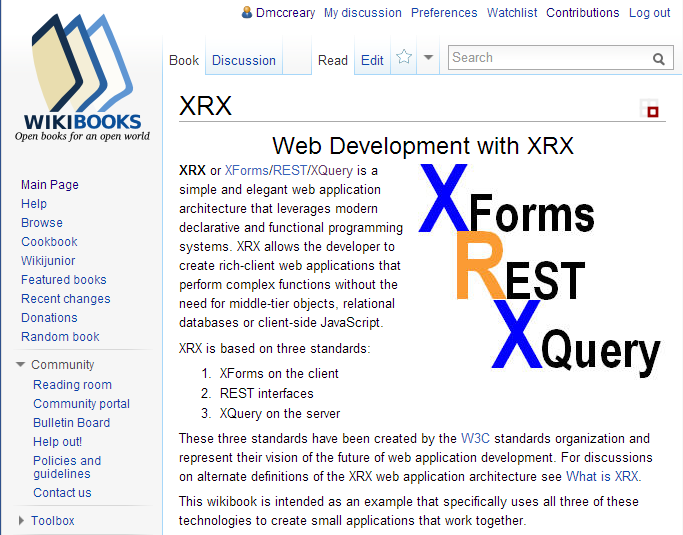 Dmccreary My discussion Preferences Watchlist Contributions Log out
Book Discussion Read Edit Search
WIKIBOOKS
Open books for an open world
Main Page
Help
Browse
Cookbook
Wikijunior
Featured books
Recent changes
Donations
Random book
Community
Reading room
Community portal
Bulletin Board
Help out!
Policies and
guidelines
Contact us
Toolbox
XRX
Web Development with XRX
XRX or XForms/REST/XQuery is a
simple and elegant web application
architecture that leverages modern
declarative and functional programming
systems. XRX allows the developer to
create rich-client web applications that
perform complex functions without the
need for middle-tier objects, relational
databases or client-side JavaScript.
XForms
REST
XQuery
XRX is based on three standards:
1. XForms on the client
2. REST interfaces
3. XQuery on the server
These three standards have been created by the W3C standards organization and
represent their vision of the future of web application development. For discussions
on alternate definitions of the XRX web application architecture see What is XRX.
This wikibook is intended as an example that specifically uses all three of these
technologies to create small applications that work together.